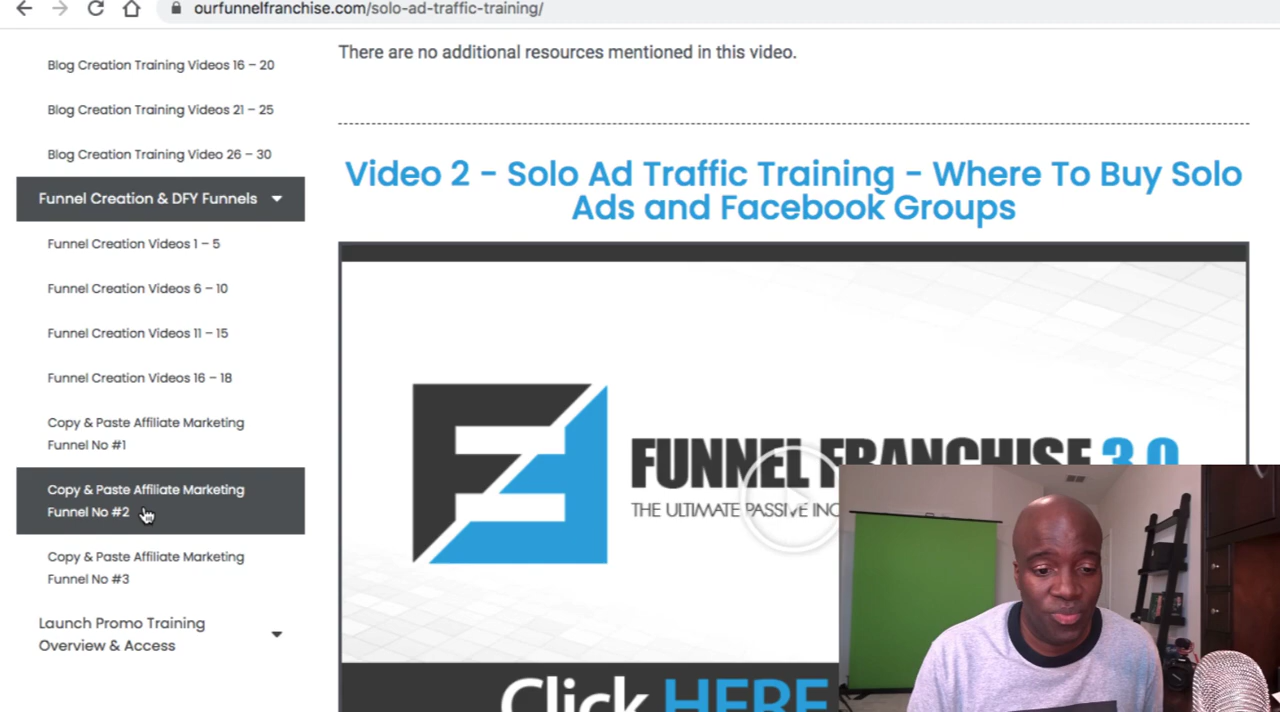 ourfunnelfranchise.com/solo-ad-traffic-training/
Blog Creation Training Videos 16 – 20
Blog Creation Training Videos 21 – 25
Blog Creation Training Video 26 – 30
Funnel Creation & DFY Funnels
Funnel Creation Videos 1 – 5
Funnel Creation Videos 6 – 10
Funnel Creation Videos 11 – 15
Funnel Creation Videos 16 – 18
Copy & Paste Affiliate Marketing
Funnel No #1
Copy & Paste Affiliate Marketing
Funnel No #2
Copy & Paste Affiliate Marketing
Funnel No #3
Launch Promo Training
Overview & Access
There are no additional resources mentioned in this video.
Video 2 - Solo Ad Traffic Training - Where To Buy Solo
Ads and Facebook Groups
FUNNEL FRANCHISE 3.0
THE ULTIMATE PASSIVE
Click HERE